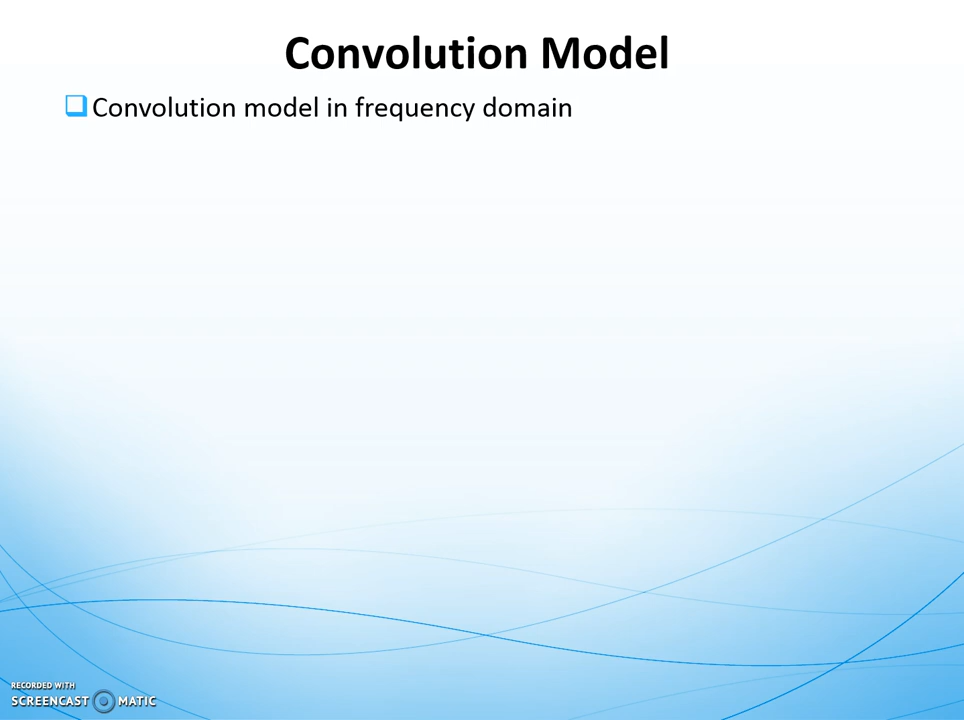 Convolution Model
Convolution model in frequency domain
RECORDED WITH
SCREENCAST MATIC